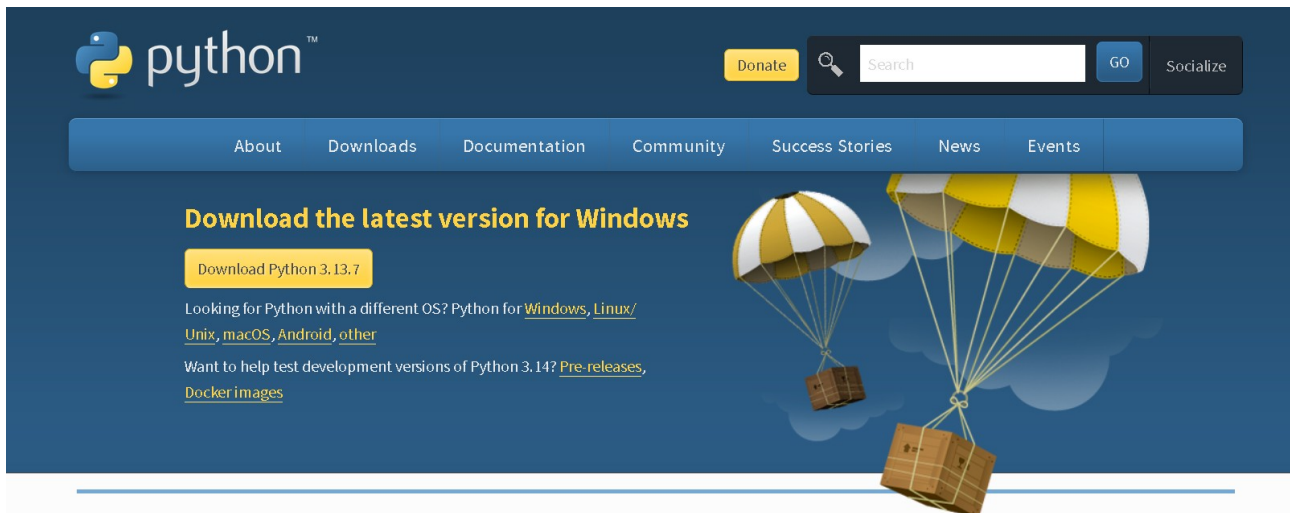 python™
Donate
Search
GO
Socialize
About Downloads Documentation Community Success Stories News Events
Download the latest version for Windows
Download Python 3.13.7
Looking for Python with a different OS? Python for Windows, Linux/
Unix, macOS, Android, other
Want to help test development versions of Python 3.14? Pre-releases,
Docker images